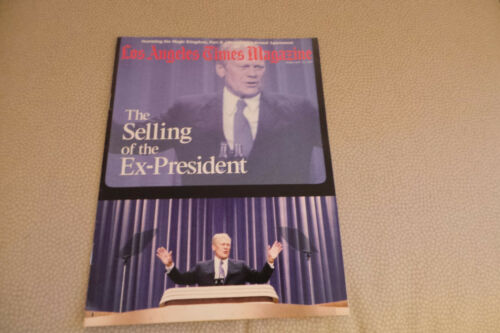 Los Angeles Times Magazine
The
Selling
of the
Ex-President